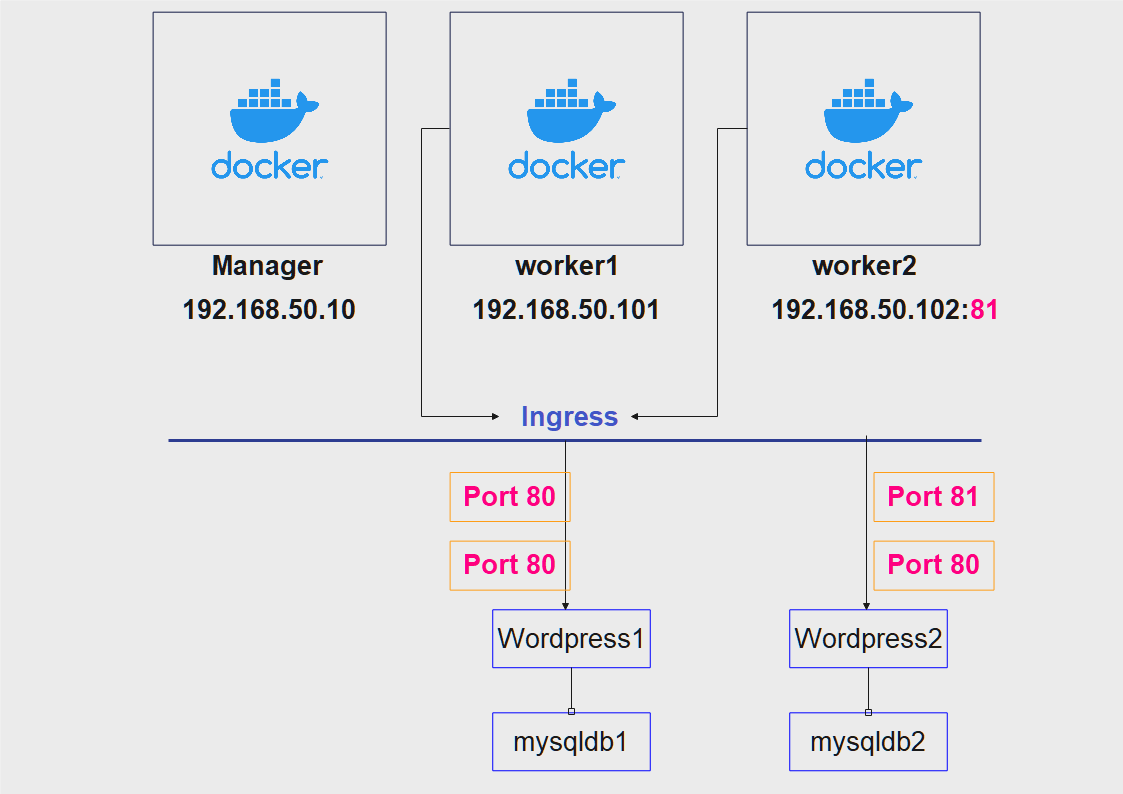 docker
docker
docker
Manager
worker1
worker2
192.168.50.10
192.168.50.101
192.168.50.102:81
Ingress
Port 80
Port 81
Port 80
Port 80
Wordpress1
Wordpress2
mysqldb1
mysqldb2